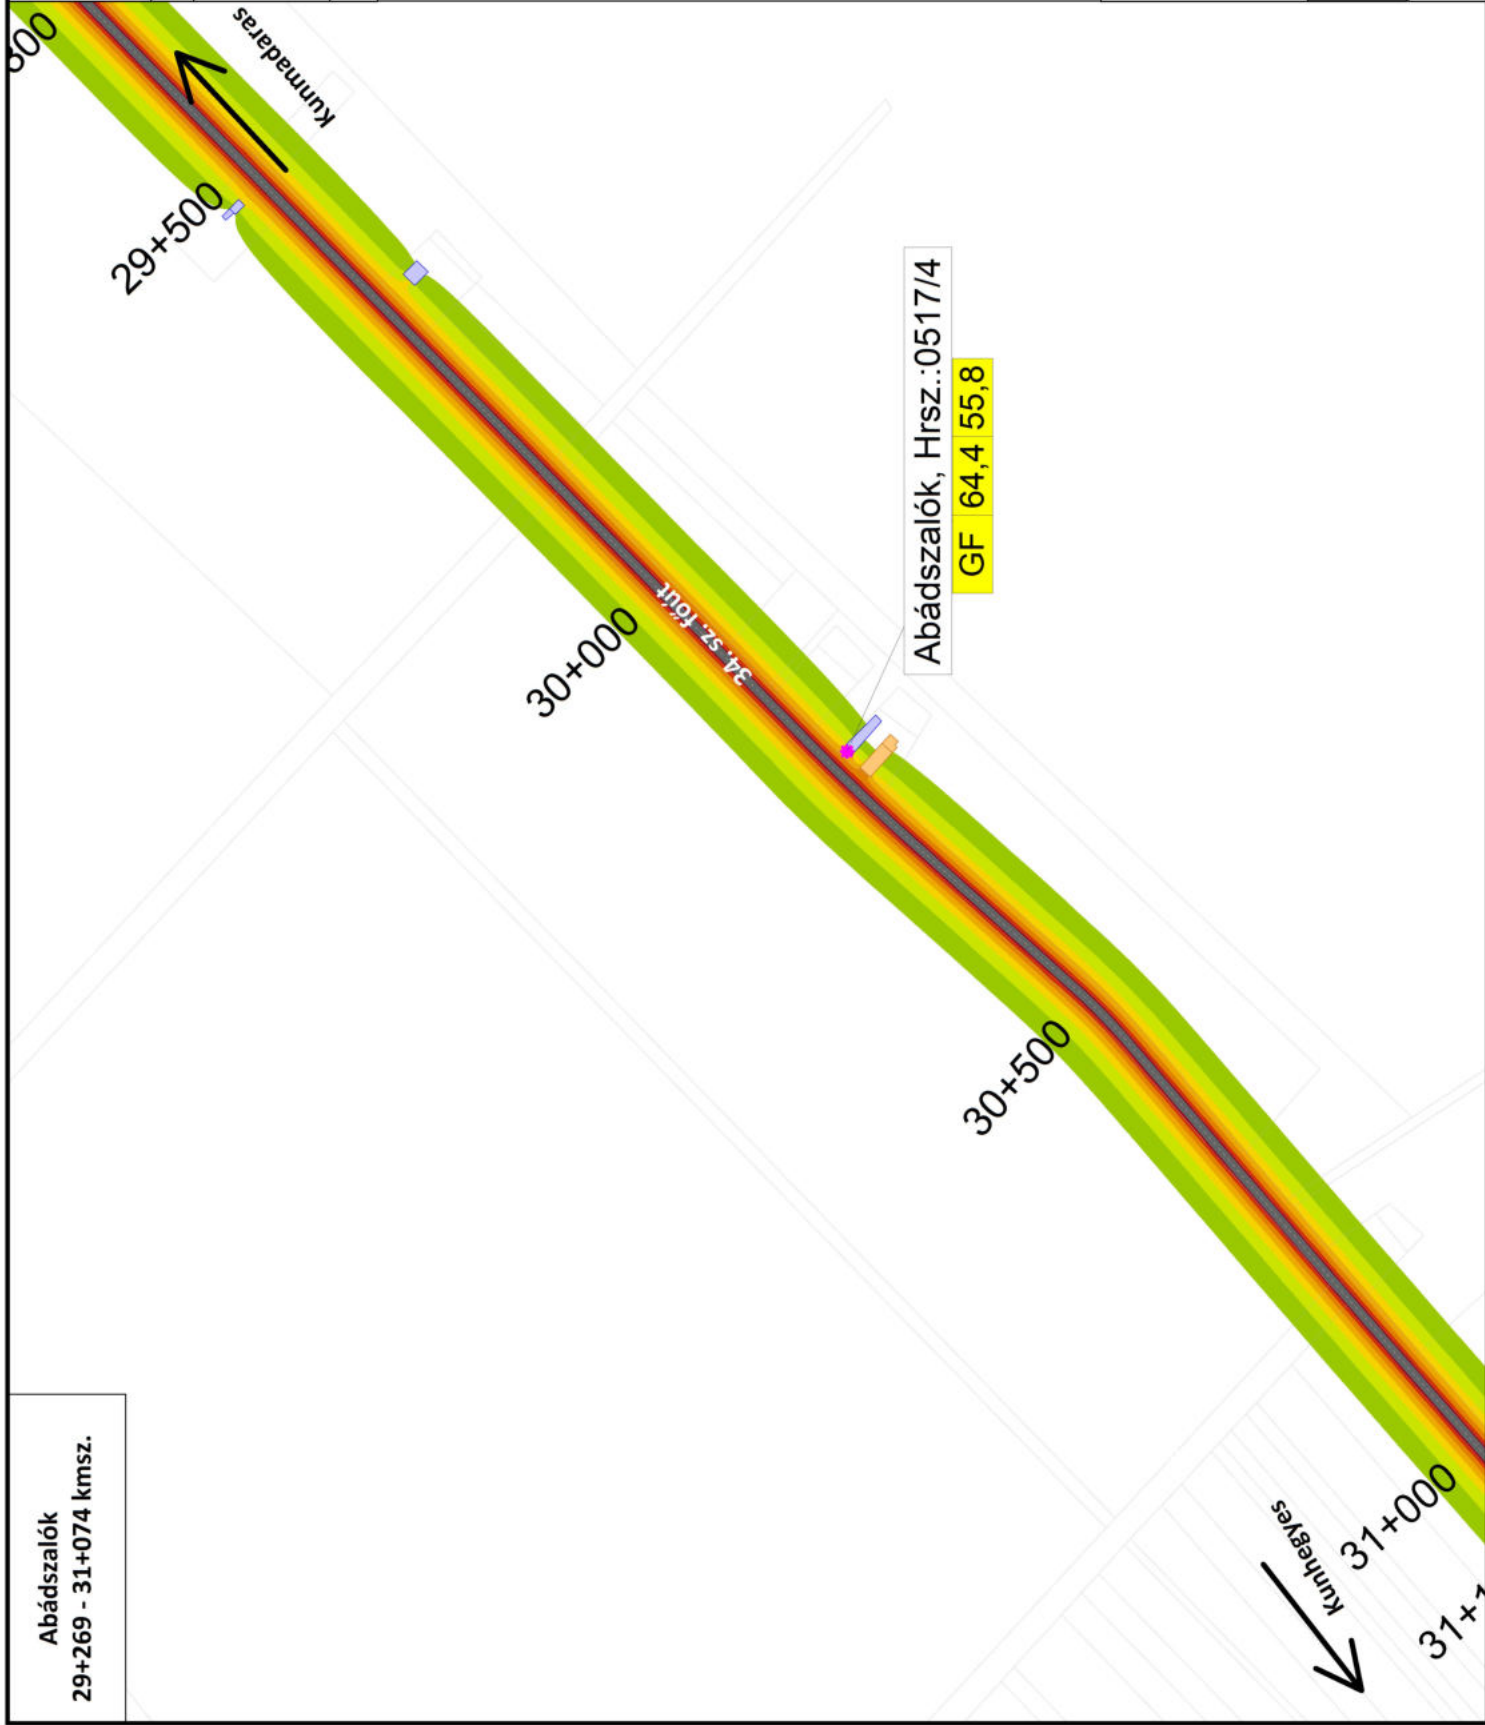 Kunmadaras
29+500
30+000
34. sz. főút
Abádszalók, Hrsz.:0517/4
GF 64,4 55,8
30+500
31+000
Kunhegyes
Abádszalók
29+269 - 31+074 kmsz.